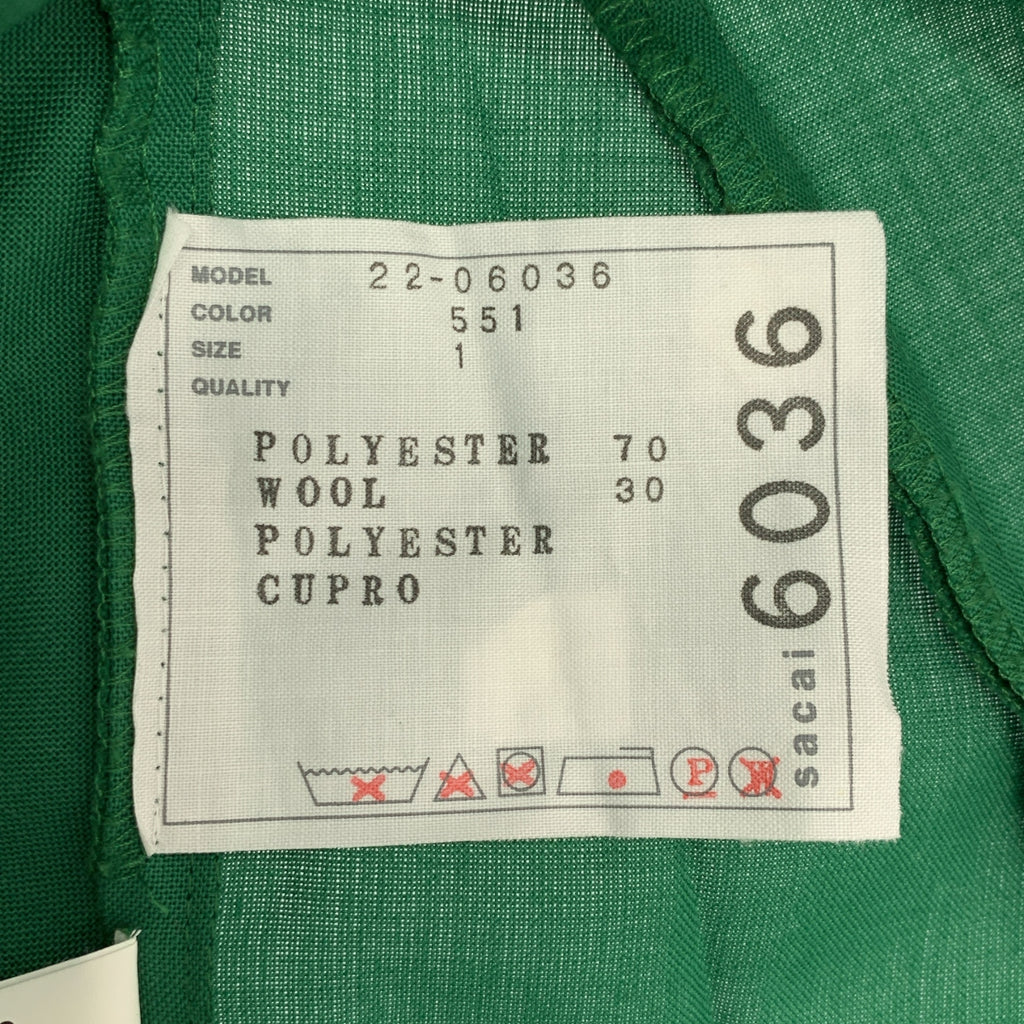 MODEL 22-06036
COLOR 551
SIZE 1
QUALITY
POLYESTER 70
WOOL 30
POLYESTER
CUPRO
P
W
sacai 6036